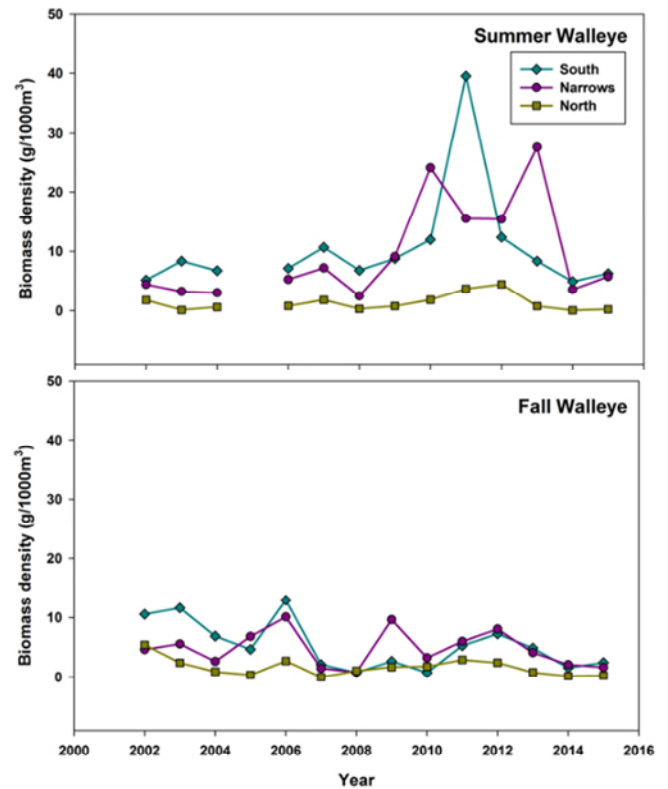 Summer Walleye
South
Narrows
North
Biomass density (g/1000m³)
50
40
30
20
10
0
Fall Walleye
Biomass density (g/1000m³)
50
40
30
20
10
0
2000 2002 2004 2006 2008 2010 2012 2014 2016
Year